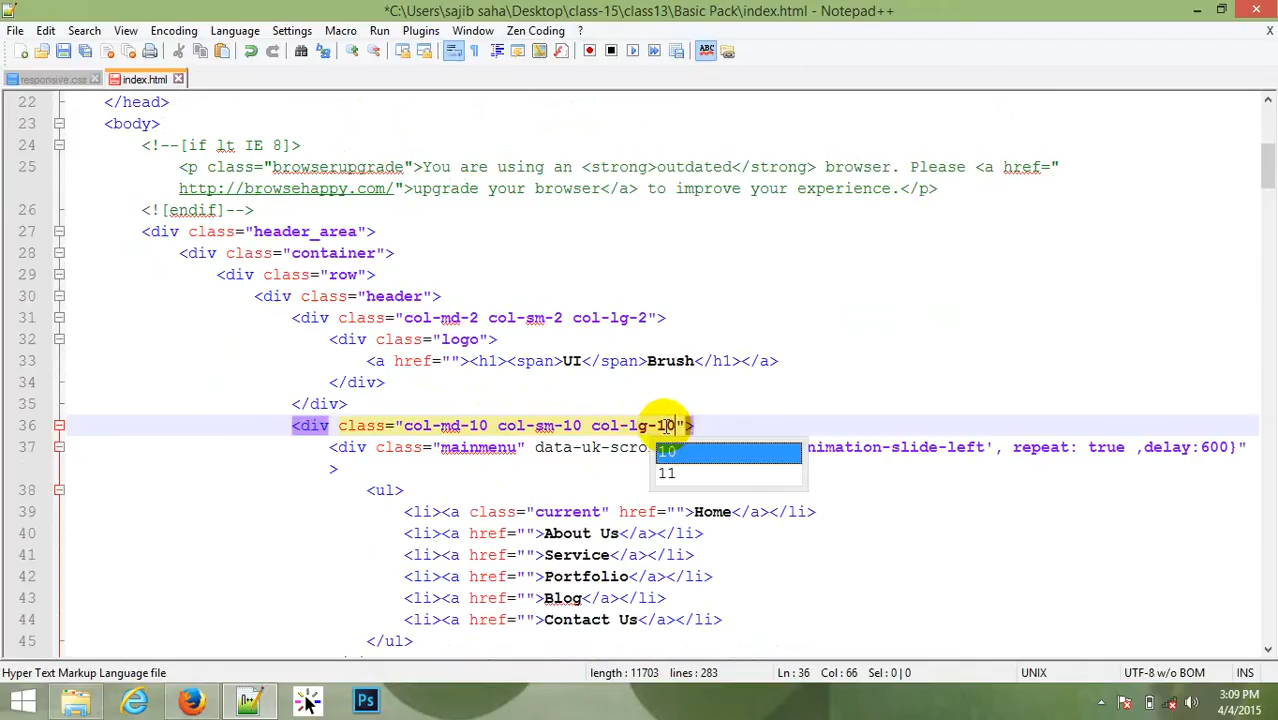 *C:\Users\sajib saha\Desktop\class-15\class13\Basic Pack\index.html - Notepad++
File Edit Search View Encoding Language Settings Macro Run Plugins Window Zen Coding ? X
responsive.css index.html
22 </head>
23 <body>
24 <!--[if lt IE 8]>
25 <p class="browserupgrade">You are using an <strong>outdated</strong> browser. Please <a href="
http://browsehappy.com/">upgrade your browser</a> to improve your experience.</p>
26 <![endif]-->
27 <div class="header_area">
28 <div class="container">
29 <div class="row">
30 <div class="header">
31 <div class="col-md-2 col-sm-2 col-lg-2">
32 <div class="logo">
33 <a href=""><h1><span>UI</span>Brush</h1></a>
34 </div>
35 </div>
36 <div class="col-md-10 col-sm-10 col-lg-10">
37 <div class="mainmenu" data-uk-scro nimation-slide-left', repeat: true ,delay:600}"
>
10
11
38 <ul>
39 <li><a class="current" href="">Home</a></li>
40 <li><a href="">About Us</a></li>
41 <li><a href="">Service</a></li>
42 <li><a href="">Portfolio</a></li>
43 <li><a href="">Blog</a></li>
44 <li><a href="">Contact Us</a></li>
45 </ul>
Hyper Text Markup Language file length : 11703 lines : 283 Ln : 36 Col : 66 Sel : 0 | 0 UNIX UTF-8 w/o BOM INS
Ps
3:09 PM
4/4/2015